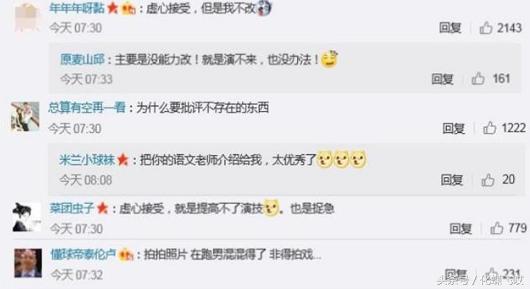 年年年呀黏：虚心接受，但是我不改
今天 07:30 回复 2143
原麦山邱：主要是没能力改！就是演不来，也没办法！
今天 07:33 回复 161
总算有空再一看：为什么要批评不存在的东西
今天 07:30 回复 1222
米兰小球袜：把你的语文老师介绍给我，太优秀了
今天 08:08 回复 20
菜团虫子：虚心接受，就是提高不了演技。也是捉急
今天 07:30 回复 779
懂球帝泰伦卢：拍拍照片 在跑男混混得了 非得拍戏...
今天 07:32 回复 231
头条号